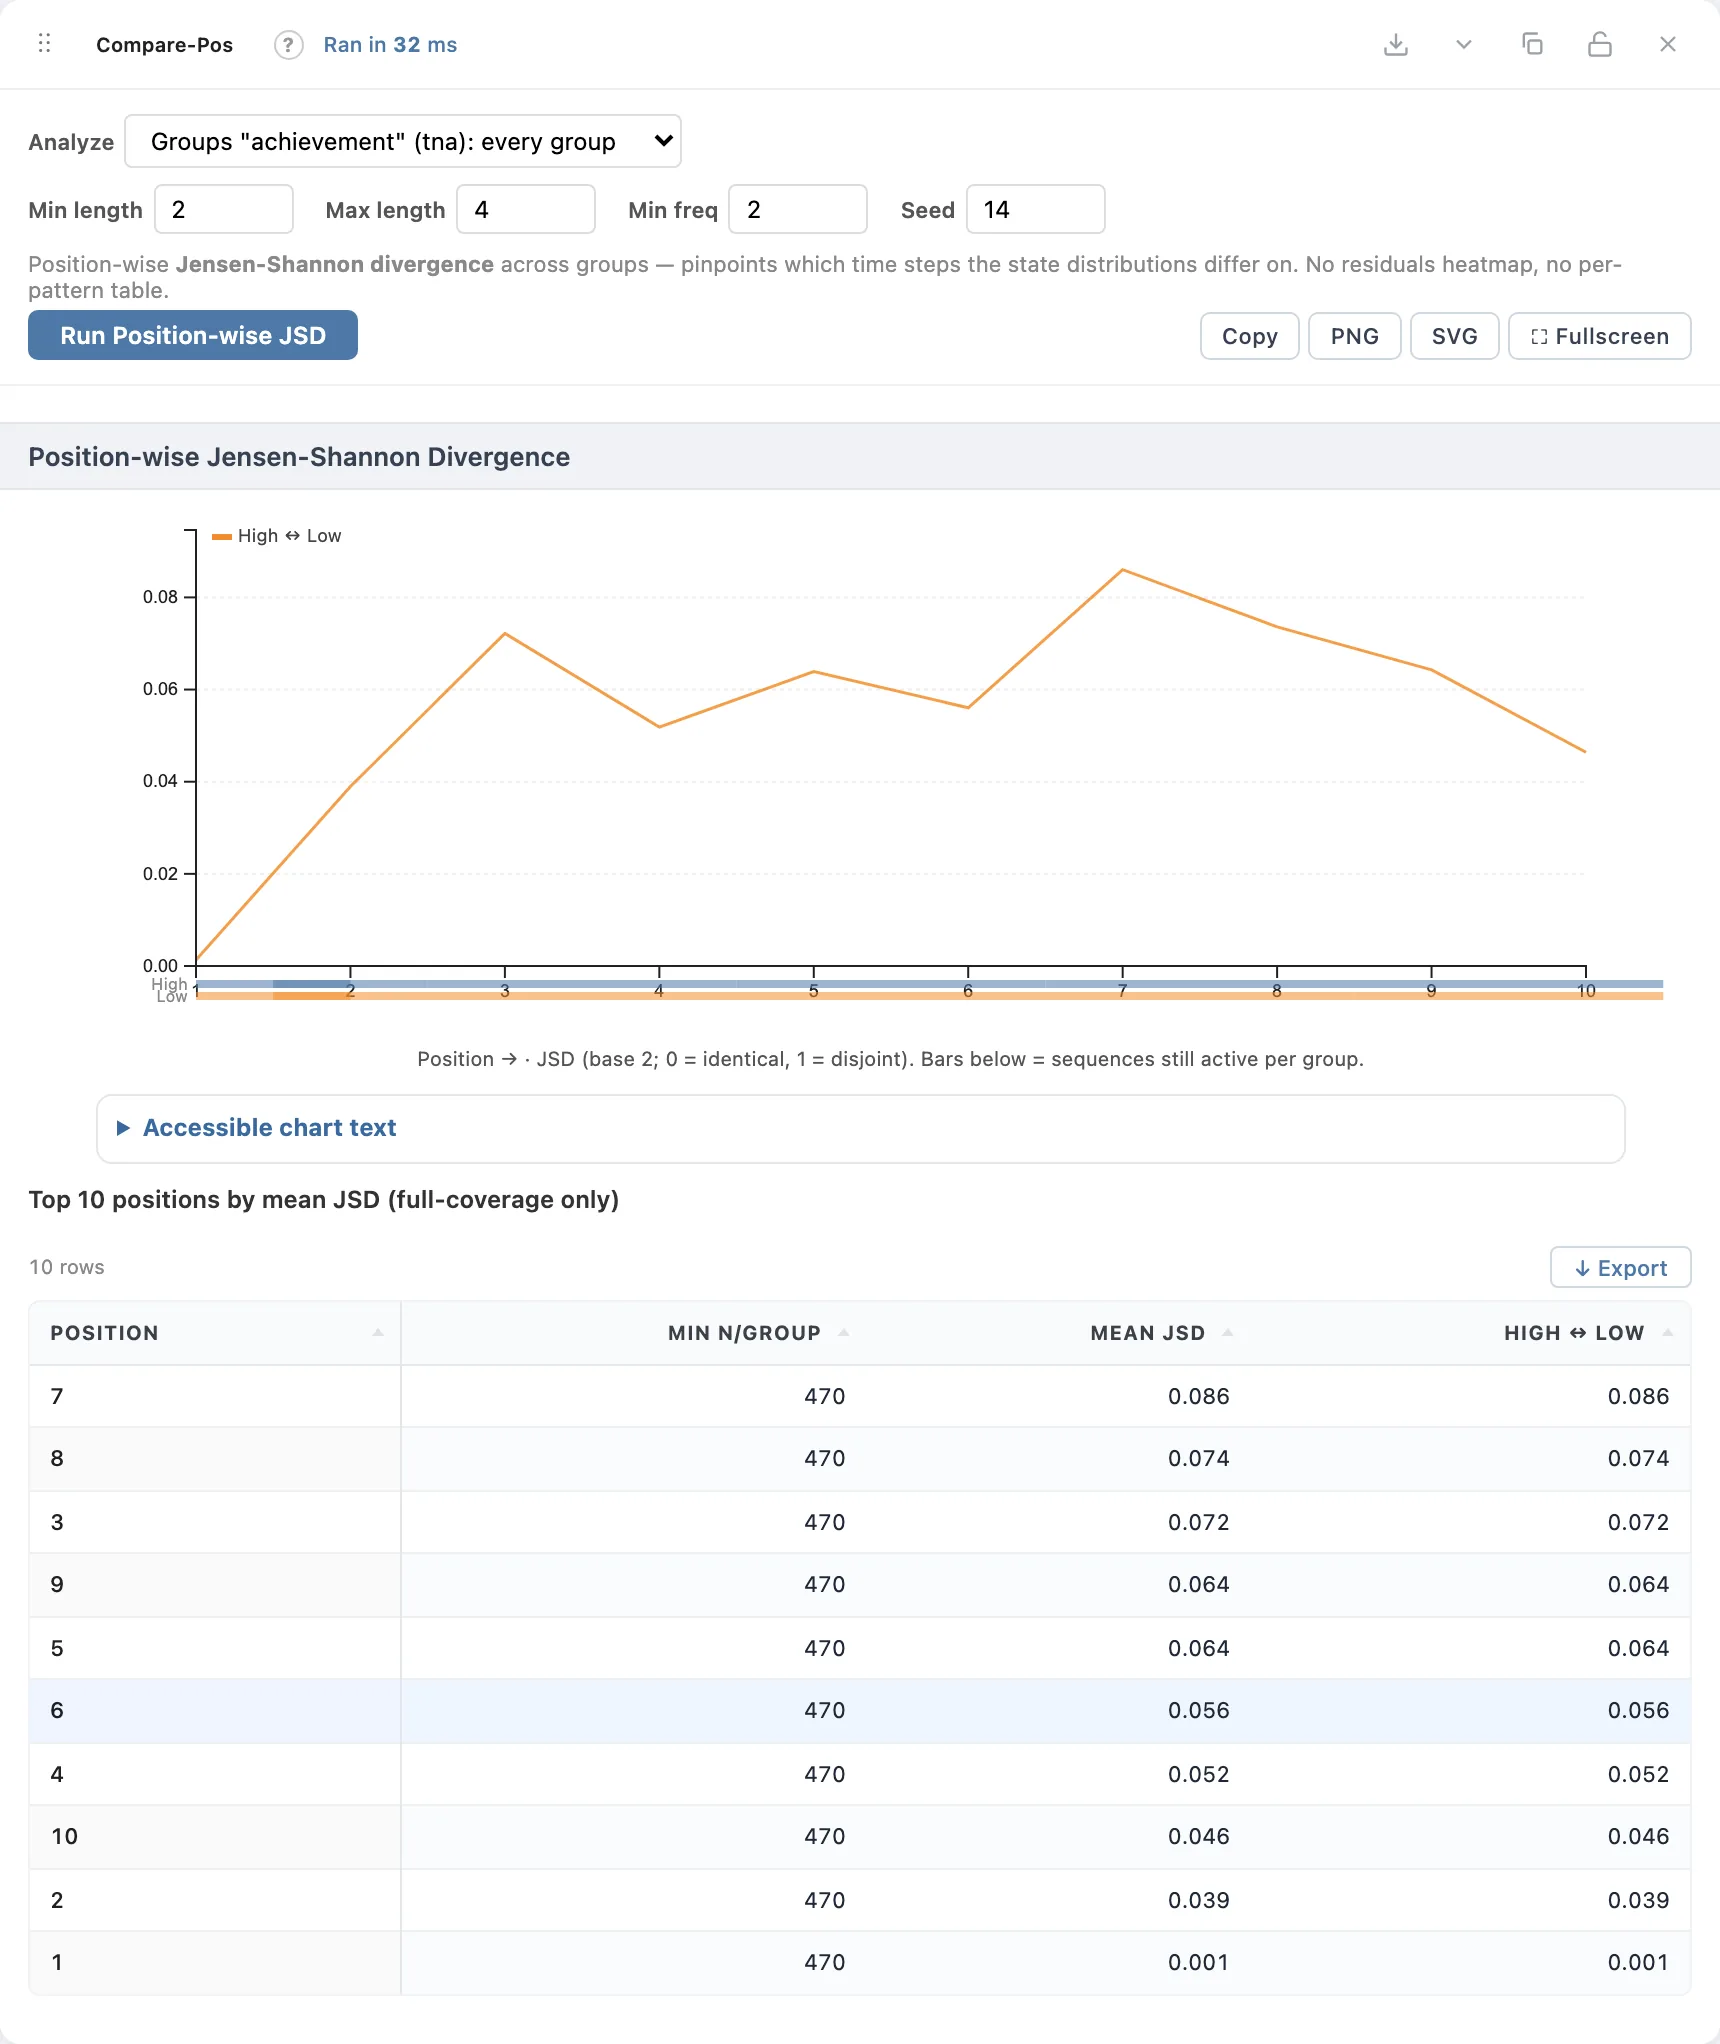 Compare-Pos ? Ran in 32 ms
Analyze Groups "achievement" (tna): every group
Min length 2 Max length 4 Min freq 2 Seed 14
Position-wise Jensen-Shannon divergence across groups — pinpoints which time steps the state distributions differ on. No residuals heatmap, no per-
pattern table.
Run Position-wise JSD Copy PNG SVG Fullscreen
Position-wise Jensen-Shannon Divergence
High ↔ Low
0.08
0.06
0.04
0.02
0.00
High
Low
1 2 3 4 5 6 7 8 9 10
Position → · JSD (base 2; 0 = identical, 1 = disjoint). Bars below = sequences still active per group.
▶ Accessible chart text
Top 10 positions by mean JSD (full-coverage only)
10 rows ↓ Export
POSITION MIN N/GROUP MEAN JSD HIGH ↔ LOW
7 470 0.086 0.086
8 470 0.074 0.074
3 470 0.072 0.072
9 470 0.064 0.064
5 470 0.064 0.064
6 470 0.056 0.056
4 470 0.052 0.052
10 470 0.046 0.046
2 470 0.039 0.039
1 470 0.001 0.001